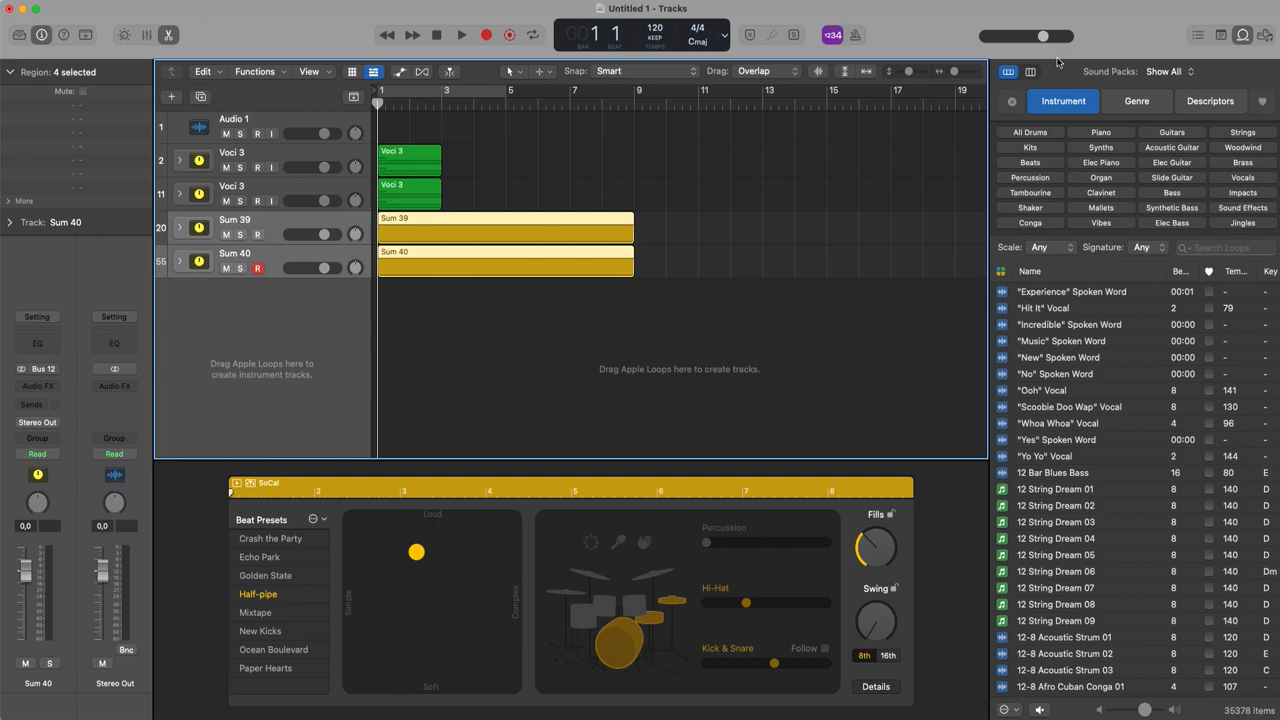 Untitled 1 - Tracks
1 1 120 4/4
BAR BEAT KEEP TEMPO Cmaj
1234
Region: 4 selected
Mute:
More
Track: Sum 40
Setting Setting
EQ EQ
Bus 12
Audio FX Audio FX
Sends
Stereo Out
Group Group
Read Read
0,0 0,0
Bnc
M S M
Sum 40 Stereo Out
Edit Functions View Snap: Smart Drag: Overlap
1 3 5 7 9 11 13 15 17 19
1 Audio 1
M S R I
2 Voci 3
M S R I
Voci 3
11 Voci 3
M S R I
Voci 3
20 Sum 39
M S R
Sum 39
55 Sum 40
M S R
Sum 40
Drag Apple Loops here to
create instrument tracks.
Drag Apple Loops here to create tracks.
SoCal
2 3 4 5 6 7 8
Beat Presets
Crash the Party
Echo Park
Golden State
Half-pipe
Mixtape
New Kicks
Ocean Boulevard
Paper Hearts
Loud
Simple
Complex
Soft
Percussion
Hi-Hat
Kick & Snare Follow
Fills
Swing
8th 16th
Details
Sound Packs: Show All
Instrument Genre Descriptors
All Drums Piano Guitars Strings
Kits Synths Acoustic Guitar Woodwind
Beats Elec Piano Elec Guitar Brass
Percussion Organ Slide Guitar Vocals
Tambourine Clavinet Bass Impacts
Shaker Mallets Synthetic Bass Sound Effects
Conga Vibes Elec Bass Jingles
Scale: Any Signature: Any Search Loops
Name Be... Tem... Key
"Experience" Spoken Word 00:01 - -
"Hit It" Vocal 2 79 -
"Incredible" Spoken Word 00:00 - -
"Music" Spoken Word 00:00 - -
"New" Spoken Word 00:00 - -
"No" Spoken Word 00:00 - -
"Ooh" Vocal 8 141 -
"Scoobie Doo Wap" Vocal 8 130 -
"Whoa Whoa" Vocal 4 96 -
"Yes" Spoken Word 00:00 - -
"Yo Yo" Vocal 2 144 -
12 Bar Blues Bass 16 80 E
12 String Dream 01 8 140 D
12 String Dream 02 8 140 D
12 String Dream 03 8 140 D
12 String Dream 04 8 140 D
12 String Dream 05 8 140 D
12 String Dream 06 8 140 Dm
12 String Dream 07 8 140 D
12 String Dream 08 8 140 D
12 String Dream 09 8 140 D
12-8 Acoustic Strum 01 8 120 D
12-8 Acoustic Strum 02 8 120 E
12-8 Acoustic Strum 03 8 120 C
12-8 Afro Cuban Conga 01 4 107 -
35378 items